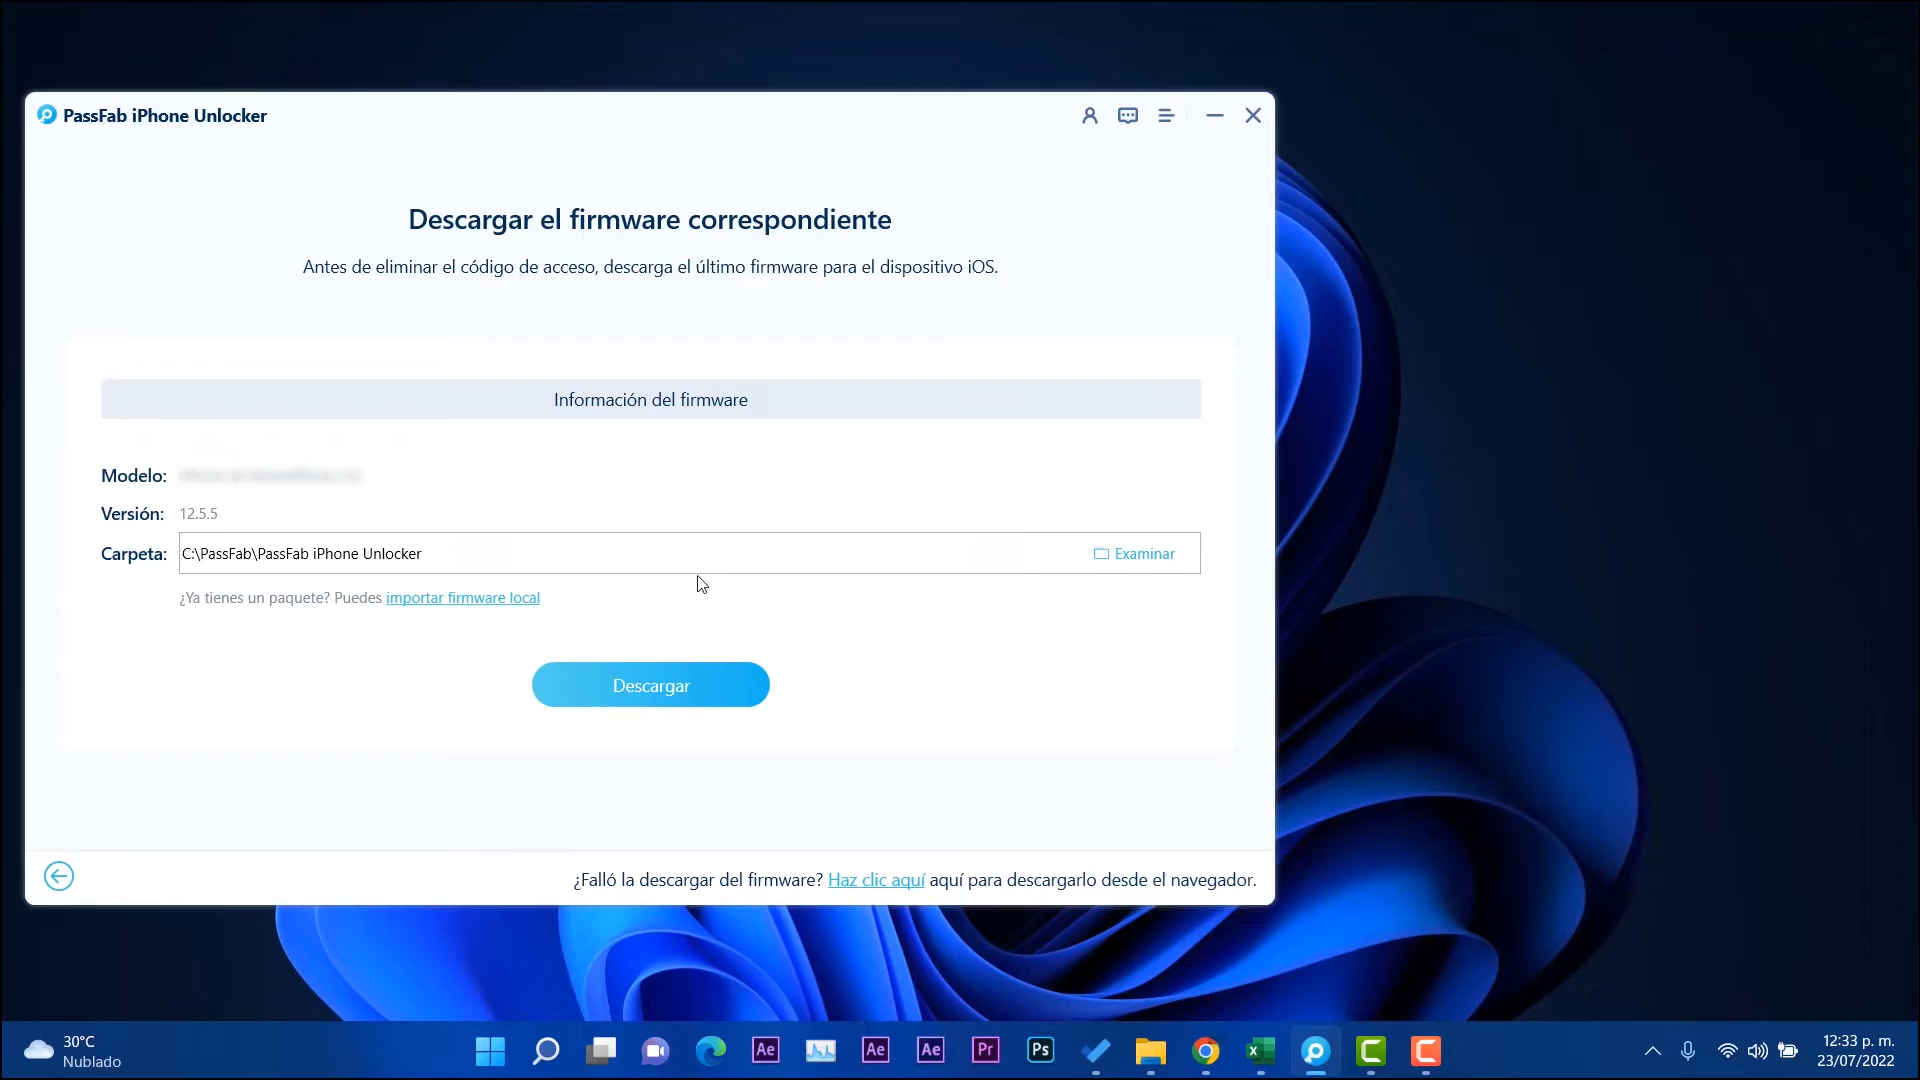 PassFab iPhone Unlocker
Descargar el firmware correspondiente
Antes de eliminar el código de acceso, descarga el último firmware para el dispositivo iOS.
Información del firmware
Modelo:
Versión: 12.5.5
Carpeta: C:\PassFab\PassFab iPhone Unlocker Examinar
¿Ya tienes un paquete? Puedes importar firmware local
Descargar
¿Falló la descargar del firmware? Haz clic aquí aquí para descargarlo desde el navegador.
30°C
Nublado
Ae
Ae
Ae
Pr
Ps
12:33 p. m.
23/07/2022